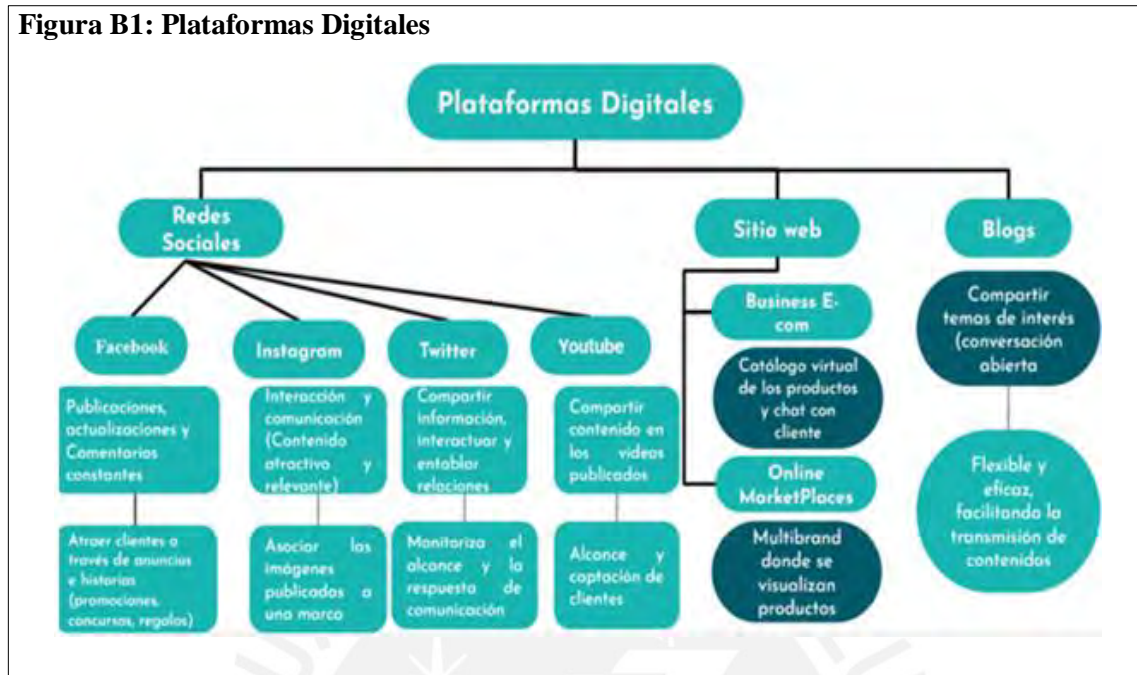 Figura B1: Plataformas Digitales
Plataformas Digitales
Redes
Sociales
Sitio web
Blogs
Facebook
Instagram
Twitter
Youtube
Publicaciones,
actualizaciones y
Comentarios
constantes
Interacción y
comunicación
(Contenido
atractivo y
relevante)
Compartir
información,
interactuar y
entablar
relaciones
Compartir
contenido en
los videos
publicados
Atraer clientes a
través de anuncios
e historias
(promociones,
concursos, regalos)
Asociar las
imágenes
publicadas a
una marca
Monitoriza el
alcance y la
respuesta de
comunicación
Alcance y
captación de
clientes
Business E-
com
Catálogo virtual
de los productos
y chat con
cliente
Online
MarketPlaces
Multibrand
donde se
visualizan
productos
Compartir
temas de interés
(conversación
abierta
Flexible y
eficaz,
facilitando la
transmisión de
contenidos